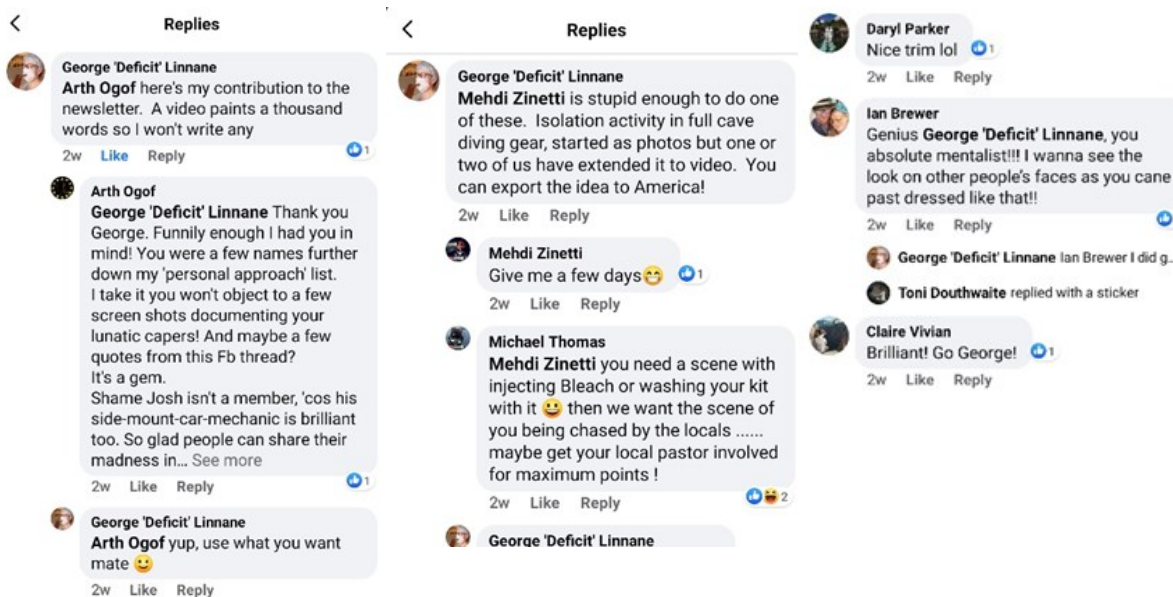 Replies
George 'Deficit' Linnane
Arth Ogof here's my contribution to the
newsletter. A video paints a thousand
words so I won't write any
2w Like Reply
1
Arth Ogof
George 'Deficit' Linnane Thank you
George. Funnily enough I had you in
mind! You were a few names further
down my 'personal approach' list.
I take it you won't object to a few
screen shots documenting your
lunatic capers! And maybe a few
quotes from this Fb thread?
It's a gem.
Shame Josh isn't a member, 'cos his
side-mount-car-mechanic is brilliant
too. So glad people can share their
madness in... See more
2w Like Reply
1
George 'Deficit' Linnane
Arth Ogof yup, use what you want
mate 😀
2w Like Reply
Replies
George 'Deficit' Linnane
Mehdi Zinetti is stupid enough to do one
of these. Isolation activity in full cave
diving gear, started as photos but one or
two of us have extended it to video. You
can export the idea to America!
2w Like Reply
Mehdi Zinetti
Give me a few days😁
1
2w Like Reply
Michael Thomas
Mehdi Zinetti you need a scene with
injecting Bleach or washing your kit
with it 😀 then we want the scene of
you being chased by the locals ......
maybe get your local pastor involved
for maximum points !
2w Like Reply
2
George 'Deficit' Linnane
Daryl Parker
Nice trim lol
1
2w Like Reply
Ian Brewer
Genius George 'Deficit' Linnane, you
absolute mentalist!!! I wanna see the
look on other people's faces as you cane
past dressed like that!!
2w Like Reply
George 'Deficit' Linnane Ian Brewer I did g..
Toni Douthwaite replied with a sticker
Claire Vivian
Brilliant! Go George!
1
2w Like Reply